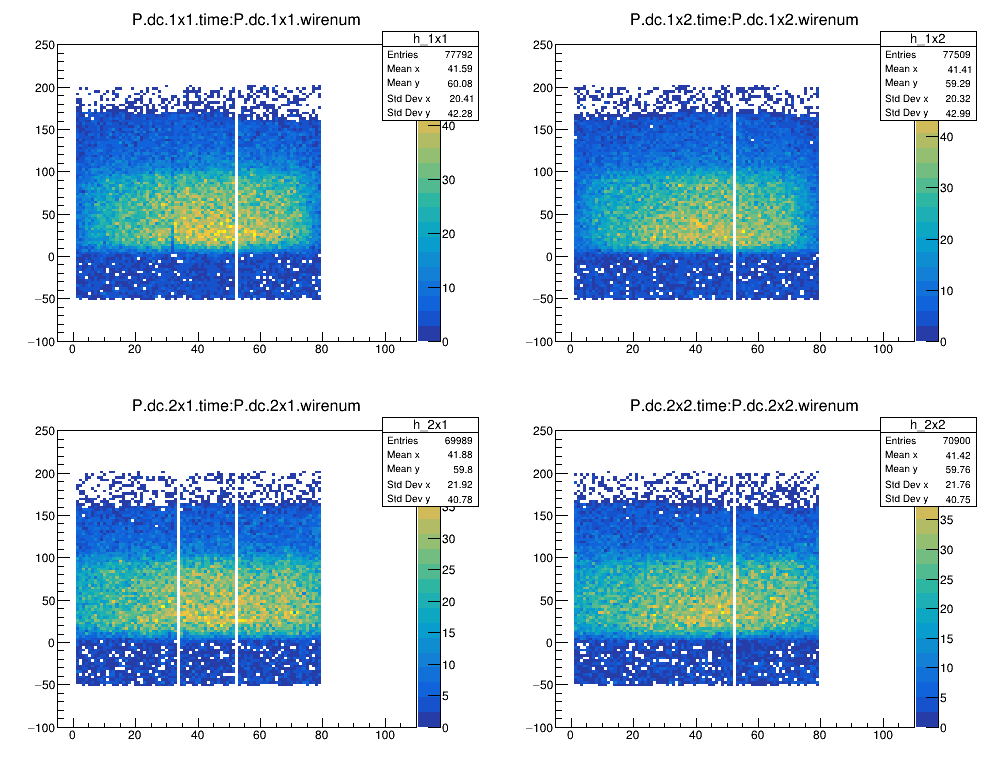 P.dc.1x1.time:P.dc.1x1.wirenum
h_1x1
Entries 77792
Mean x 41.59
Mean y 60.08
Std Dev x 20.41
Std Dev y 42.28
250
200
150
100
50
0
−50
−100
0 20 40 60 80 100
40
30
20
10
0
P.dc.1x2.time:P.dc.1x2.wirenum
h_1x2
Entries 77509
Mean x 41.41
Mean y 59.29
Std Dev x 20.32
Std Dev y 42.99
250
200
150
100
50
0
−50
−100
0 20 40 60 80 100
40
30
20
10
0
P.dc.2x1.time:P.dc.2x1.wirenum
h_2x1
Entries 69989
Mean x 41.88
Mean y 59.8
Std Dev x 21.92
Std Dev y 40.78
250
200
150
100
50
0
−50
−100
0 20 40 60 80 100
35
30
25
20
15
10
5
0
P.dc.2x2.time:P.dc.2x2.wirenum
h_2x2
Entries 70900
Mean x 41.42
Mean y 59.76
Std Dev x 21.76
Std Dev y 40.75
250
200
150
100
50
0
−50
−100
0 20 40 60 80 100
35
30
25
20
15
10
5
0